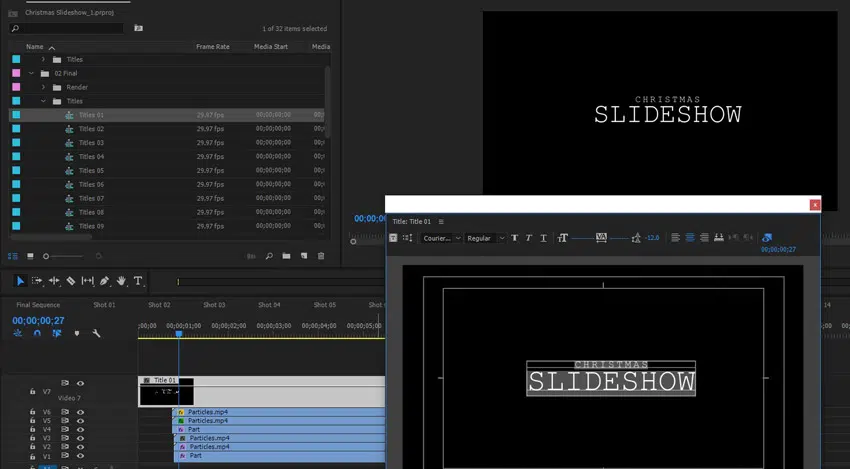 Christmas Slideshow_1.prproj
1 of 32 items selected
Name Frame Rate Media Start Media
Titles
02 Final
Render
Titles
Titles 01 29.97 fps 00;00;00;00 00;
Titles 02 29.97 fps 00;00;00;00 00;
Titles 03 29.97 fps 00;00;00;00 00;
Titles 04 29.97 fps 00;00;00;00 00;
Titles 05 29.97 fps 00;00;00;00 00;
Titles 06 29.97 fps 00;00;00;00 00;
Titles 07 29.97 fps 00;00;00;00 00;
Titles 08 29.97 fps 00;00;00;00 00;
Titles 09 29.97 fps 00;00;00;00 00;
CHRISTMAS
SLIDESHOW
00;00;0
x
Title: Title 01
Courier... Regular T T T -12.0
00;00;00;27
CHRISTMAS
SLIDESHOW
Final Sequence Shot 01 Shot 02 Shot 03 Shot 04 Shot 05
14
00;00;00;27
;00;00 00;00;01;00 00;00;02;00 00;00;03;00 00;00;04;00 00;00;05;00
Title 01
V7 Video 7
V6 Particles.mp4
V5 Particles.mp4
V4 Part
V3 Particles.mp4
V2 Particles.mp4
V1 Part